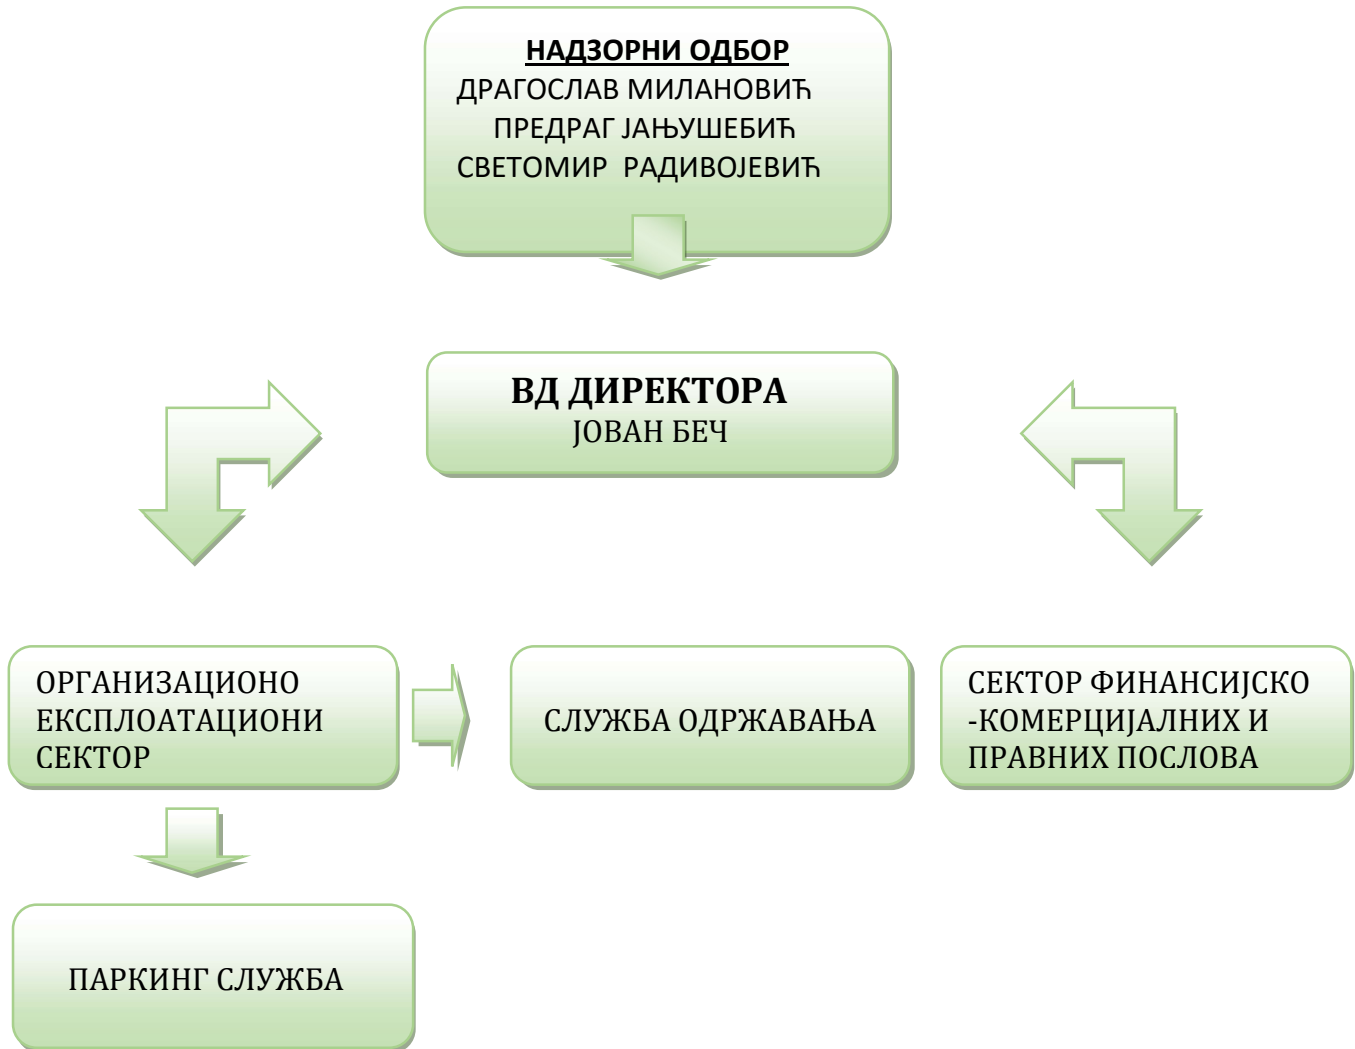 НАДЗОРНИ ОДБОР
ДРАГОСЛАВ МИЛАНОВИЋ
ПРЕДРАГ ЈАЊУШЕБИЋ
СВЕТОМИР РАДИВОЈЕВИЋ
ВД ДИРЕКТОРА
ЈОВАН БЕЧ
ОРГАНИЗАЦИОНО
ЕКСПЛОАТАЦИОНИ
СЕКТОР
СЛУЖБА ОДРЖАВАЊА
СЕКТОР ФИНАНСИЈСКО
-КОМЕРЦИЈАЛНИХ И
ПРАВНИХ ПОСЛОВА
ПАРКИНГ СЛУЖБА